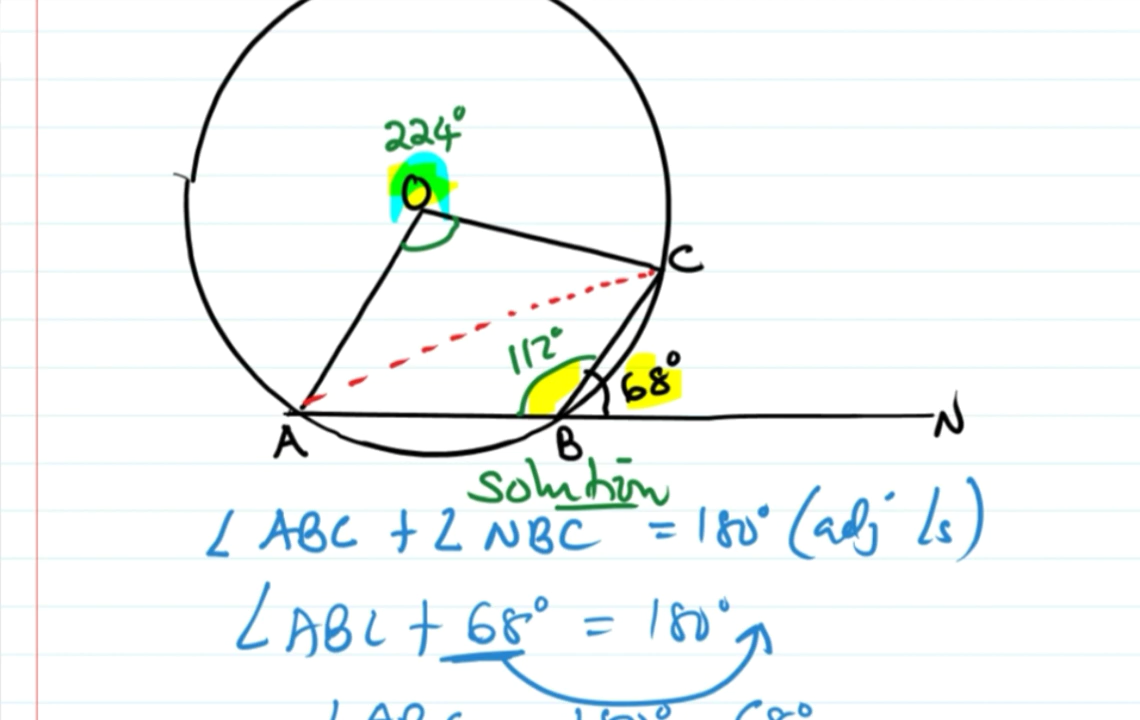 224°
O
C
112°
68°
A
B
N
Solution
∠ABC + ∠NBC = 180° (adj ∠s)
∠ABC + 68° = 180°